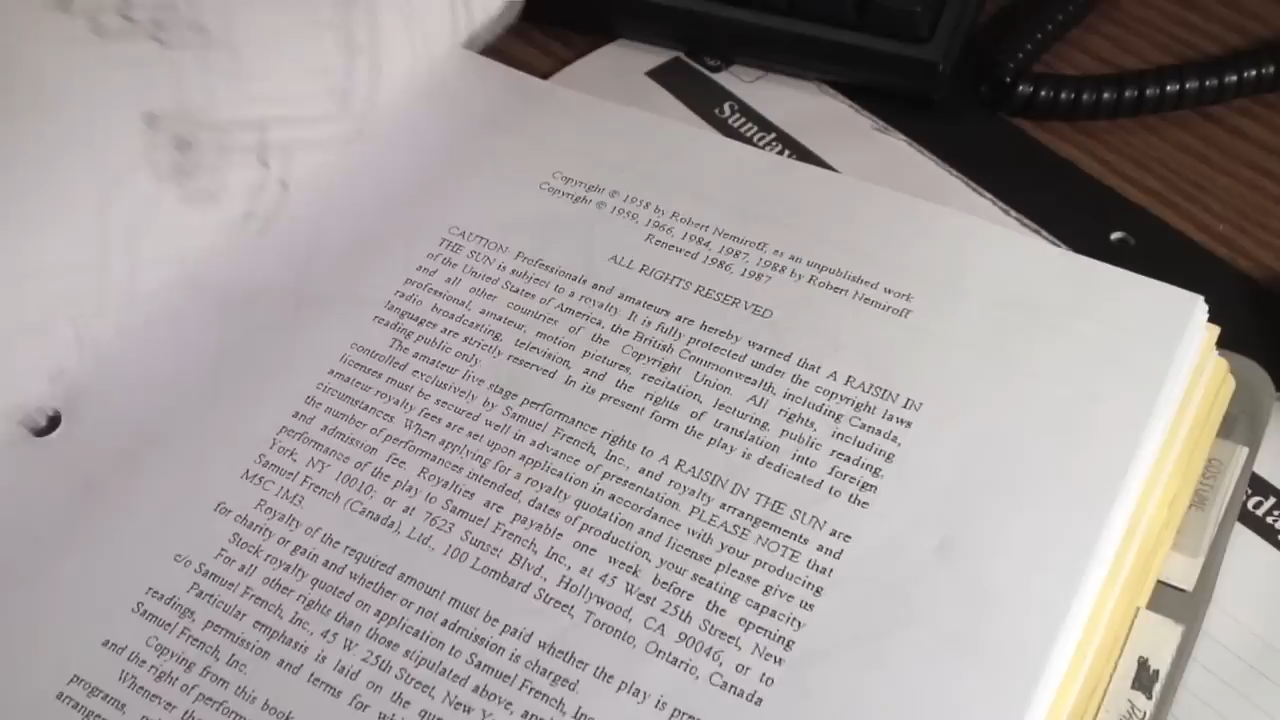 Sunday
Copyright © 1958 by Robert Nemiroff, as an unpublished work
Copyright © 1959, 1966, 1984, 1987, 1988 by Robert Nemiroff
Renewed 1986, 1987
ALL RIGHTS RESERVED
CAUTION: Professionals and amateurs are hereby warned that A RAISIN IN
THE SUN is subject to a royalty. It is fully protected under the copyright laws
of the United States of America, the British Commonwealth, including Canada,
and all other countries of the Copyright Union. All rights, including
professional, amateur, motion pictures, recitation, lecturing, public reading,
radio broadcasting, television, and the rights of translation into foreign
languages are strictly reserved. In its present form the play is dedicated to the
reading public only.
The amateur live stage performance rights to A RAISIN IN THE SUN are
controlled exclusively by Samuel French, Inc., and royalty arrangements and
licenses must be secured well in advance of presentation. PLEASE NOTE that
amateur royalty fees are set upon application in accordance with your producing
circumstances. When applying for a royalty quotation and license please give us
the number of performances intended, dates of production, your seating capacity
and admission fee. Royalties are payable one week before the opening
performance of the play to Samuel French, Inc., at 45 West 25th Street, New
York, NY 10010; or at 7623 Sunset Blvd., Hollywood, CA 90046, or to
Samuel French (Canada), Ltd., 100 Lombard Street, Toronto, Ontario, Canada
M5C 1M3.
Royalty of the required amount must be paid whether the play is pre
for charity or gain and whether or not admission is charged.
Stock royalty quoted on application to Samuel French, Inc
For all other rights than those stipulated above, app
c/o Samuel French, Inc., 45 W. 25th Street, New Y
Particular emphasis is laid on the que
readings, permission and terms for wh
Samuel French, Inc.
Copying from this book
and the right of perform
Whenever th
programs,
arranger
COSTUME
sda